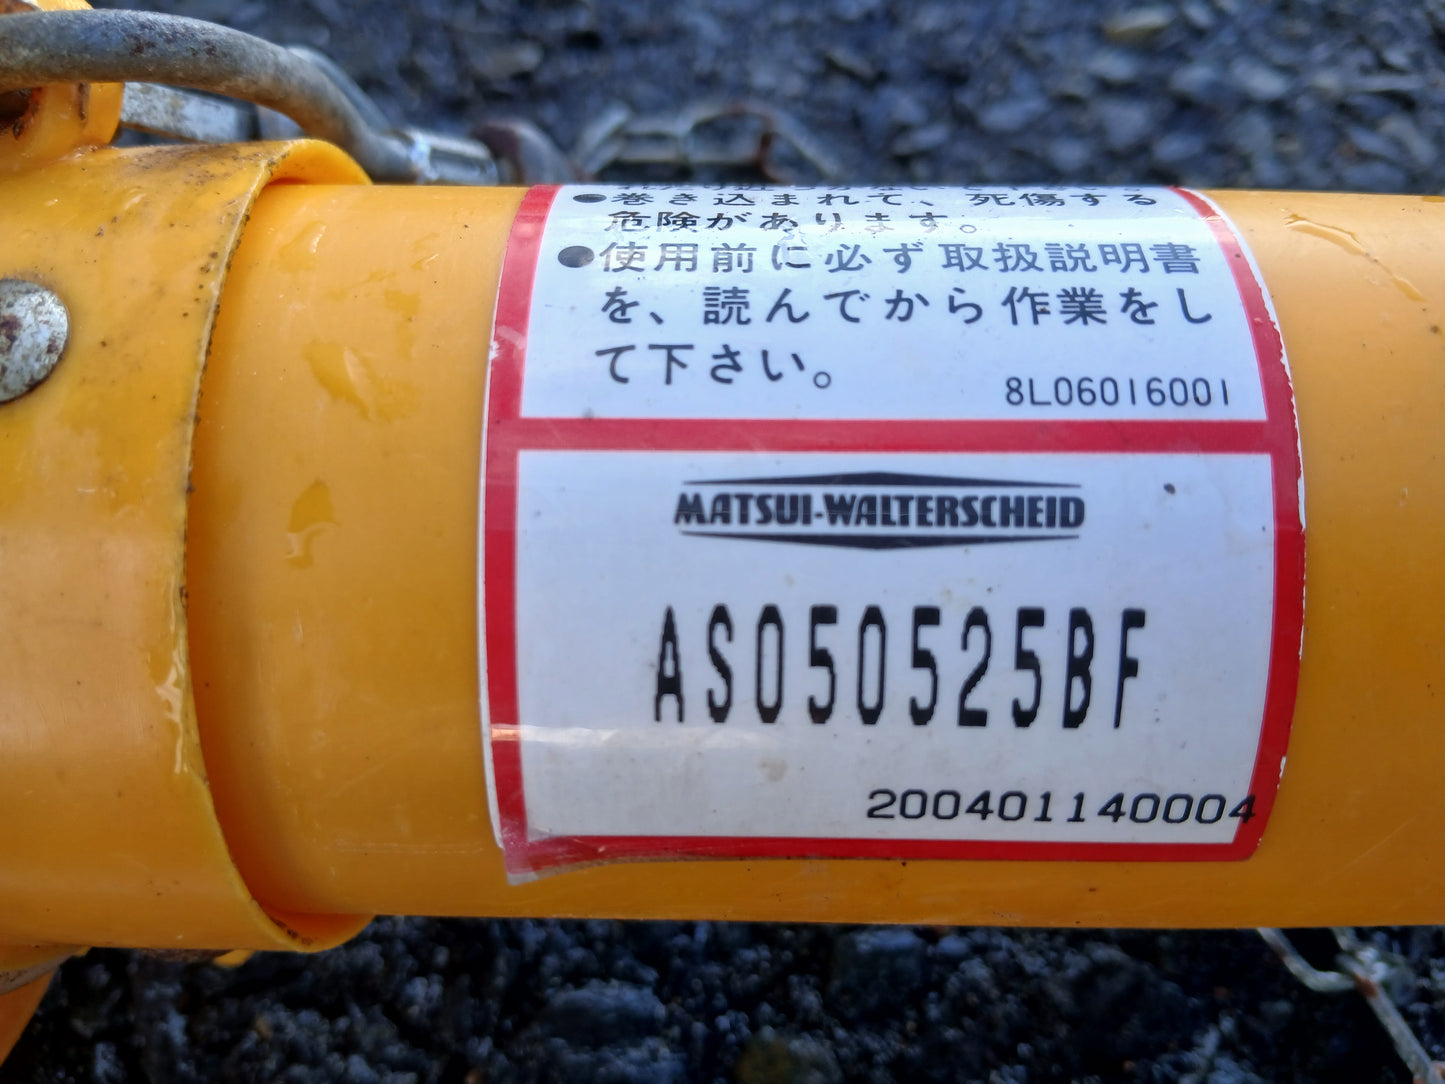 ●巻き込まれて、死傷する
危険があります。
●使用前に必ず取扱説明書
を、読んでから作業をし
て下さい。
8L06016001
MATSUI-WALTERSCHEID
AS050525BF
200401140004